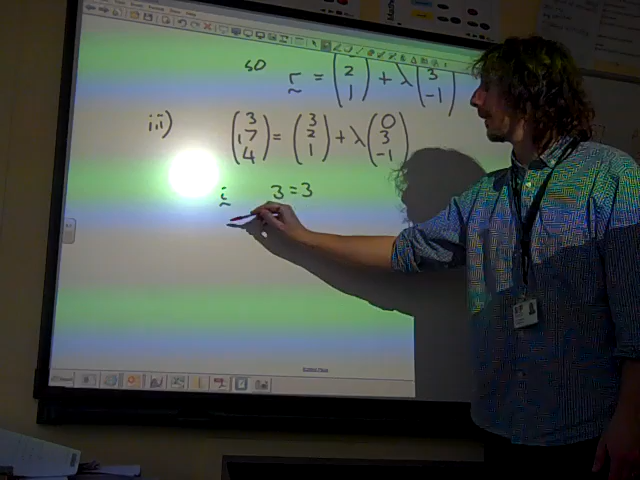 so r = (2 1) + λ(3 -1)
iii) (3 7 4) = (3 2 1) + λ(0 3 -1)
i 3 = 3